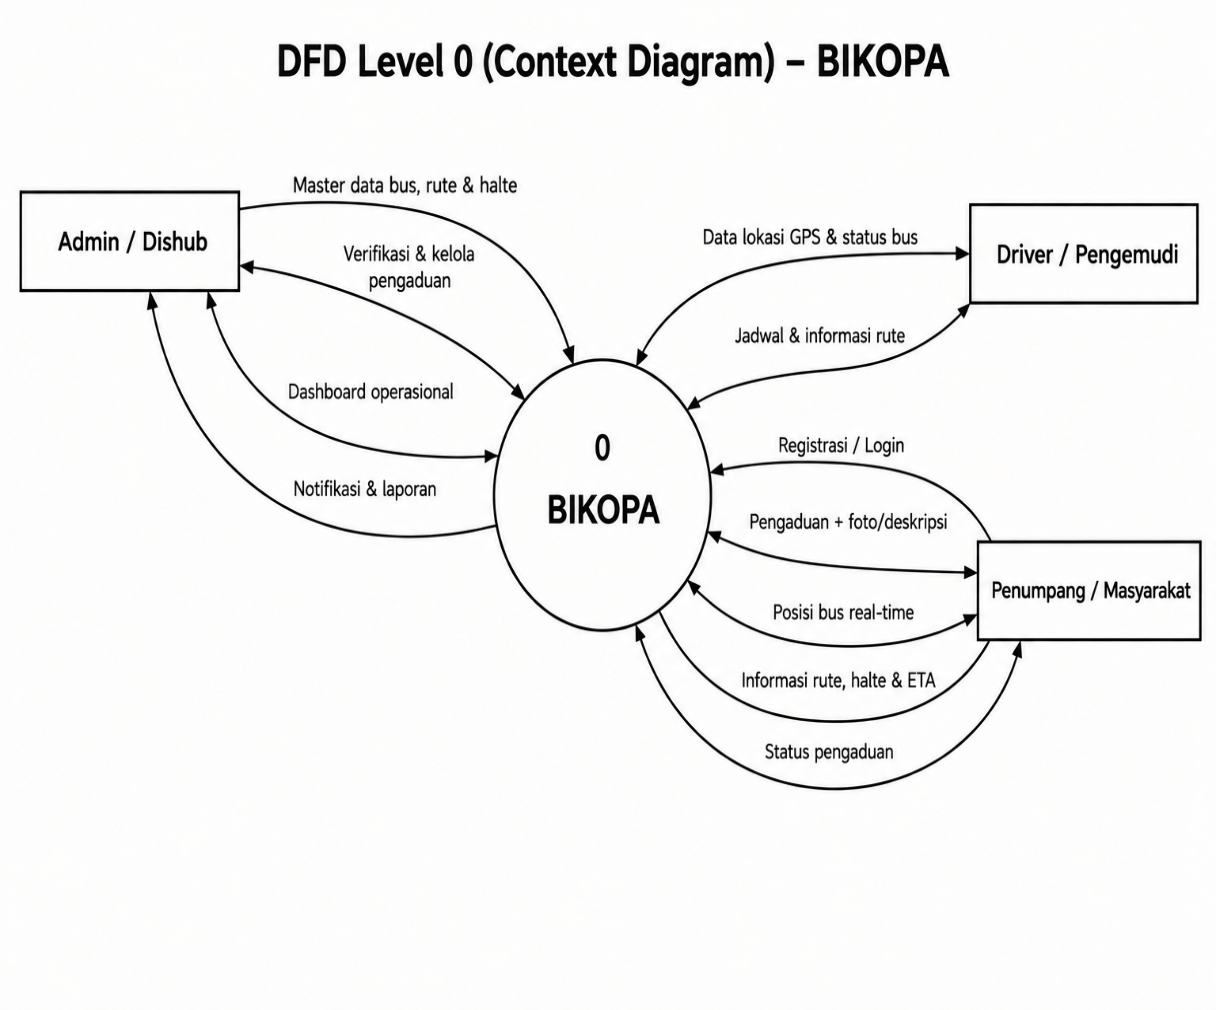 DFD Level 0 (Context Diagram) – BIKOPA
Master data bus, rute & halte
Admin / Dishub
Verifikasi & kelola
pengaduan
Dashboard operasional
Notifikasi & laporan
0
BIKOPA
Data lokasi GPS & status bus
Driver / Pengemudi
Jadwal & informasi rute
Registrasi / Login
Pengaduan + foto/deskripsi
Penumpang / Masyarakat
Posisi bus real-time
Informasi rute, halte & ETA
Status pengaduan